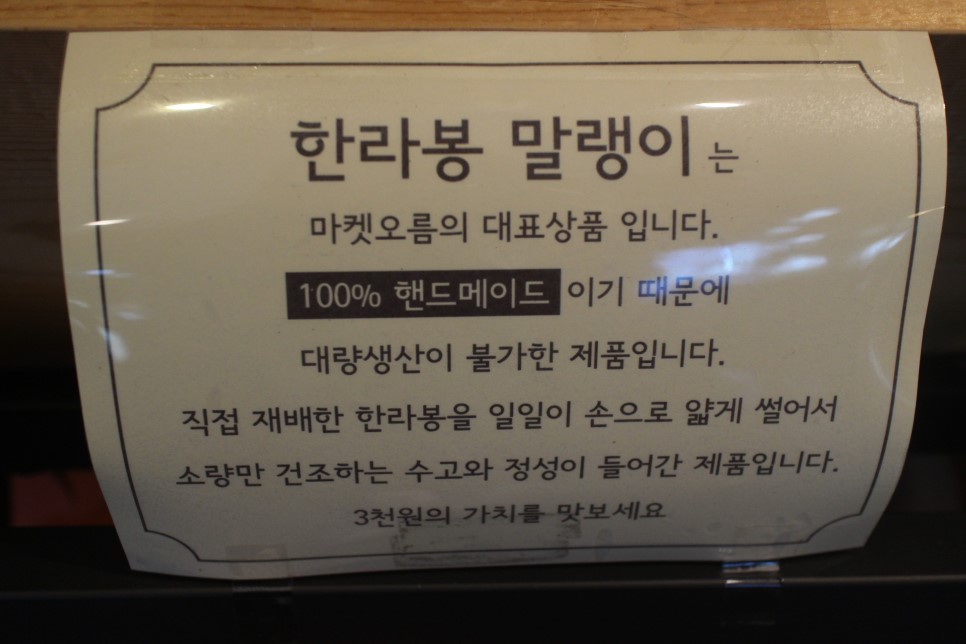 한라봉 말랭이 는
마켓오름의 대표상품 입니다.
100% 핸드메이드 이기 때문에
대량생산이 불가한 제품입니다.
직접 재배한 한라봉을 일일이 손으로 얇게 썰어서
소량만 건조하는 수고와 정성이 들어간 제품입니다.
3천원의 가치를 맛보세요